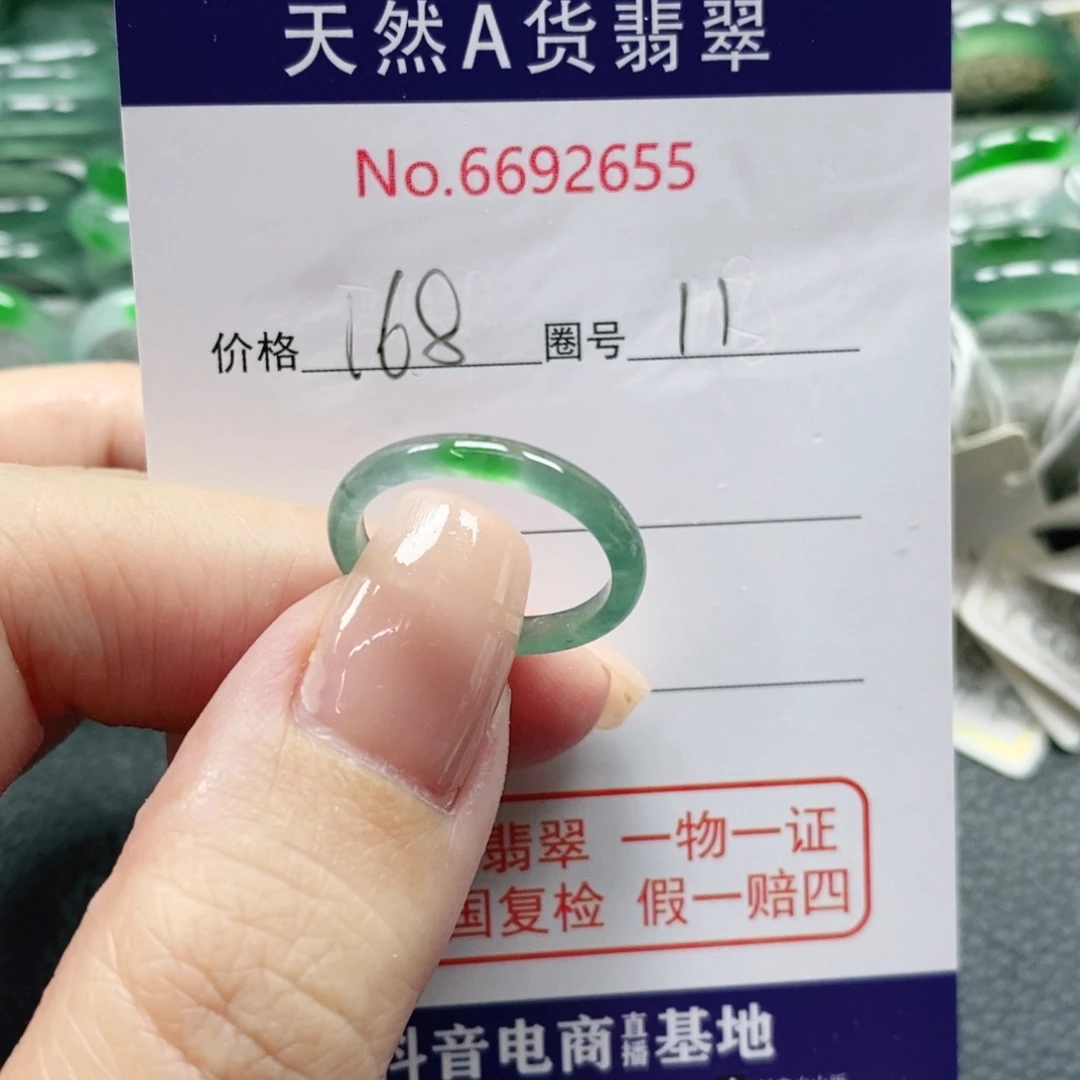 天然A货翡翠
No.6692655
价格 168 圈号 11
翡翠 一物一证
国复检 假一赔四
抖音电商直播基地